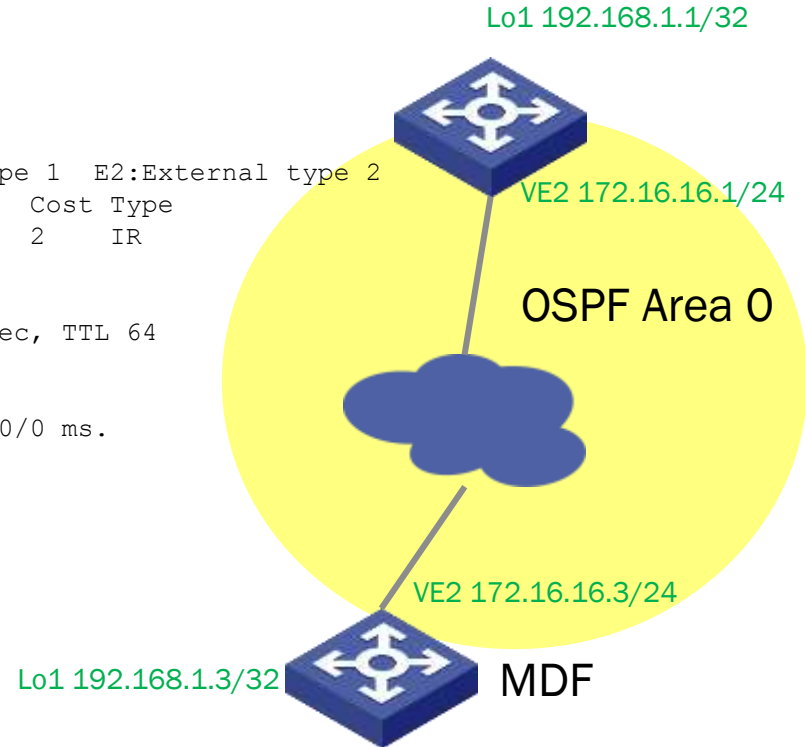 Lo1 192.168.1.1/32
pe 1  E2:External type 2
Cost Type
2     IR
VE2 172.16.16.1/24
OSPF Area 0
ec, TTL 64
0/0 ms.
VE2 172.16.16.3/24
Lo1 192.168.1.3/32
MDF